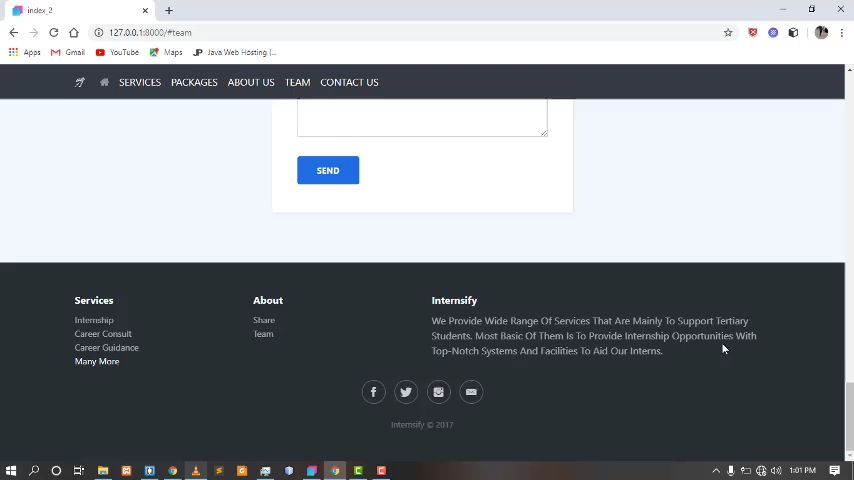 index_2
127.0.0.1:8000/#team
Apps Gmail YouTube Maps Java Web Hosting (...
SERVICES PACKAGES ABOUT US TEAM CONTACT US
SEND
Services
Internship
Career Consult
Career Guidance
Many More
About
Share
Team
Internsify
We Provide Wide Range Of Services That Are Mainly To Support Tertiary
Students. Most Basic Of Them Is To Provide Internship Opportunities With
Top-Notch Systems And Facilities To Aid Our Interns.
Internsify © 2017
1:01 PM